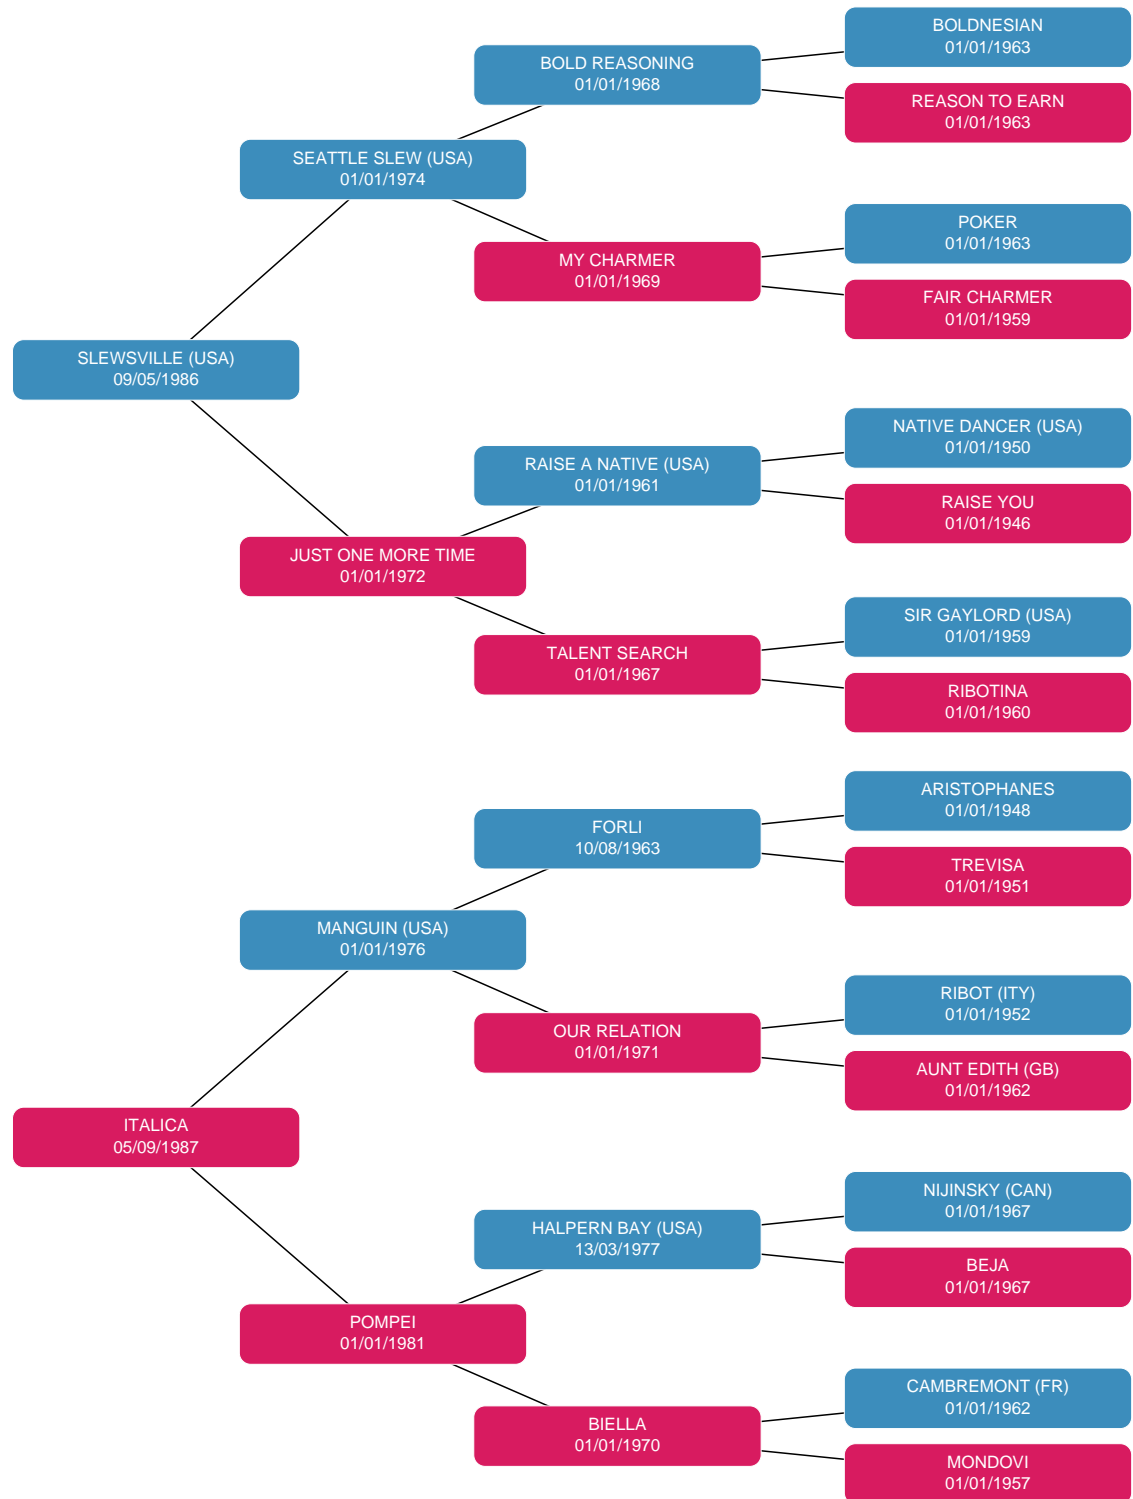 BOLDNESIAN
01/01/1963
BOLD REASONING
01/01/1968
REASON TO EARN
01/01/1963
SEATTLE SLEW (USA)
01/01/1974
POKER
01/01/1963
MY CHARMER
01/01/1969
FAIR CHARMER
01/01/1959
SLEWSVILLE (USA)
09/05/1986
NATIVE DANCER (USA)
01/01/1950
RAISE A NATIVE (USA)
01/01/1961
RAISE YOU
01/01/1946
JUST ONE MORE TIME
01/01/1972
SIR GAYLORD (USA)
01/01/1959
TALENT SEARCH
01/01/1967
RIBOTINA
01/01/1960
ARISTOPHANES
01/01/1948
FORLI
10/08/1963
TREVISA
01/01/1951
MANGUIN (USA)
01/01/1976
RIBOT (ITY)
01/01/1952
OUR RELATION
01/01/1971
AUNT EDITH (GB)
01/01/1962
ITALICA
05/09/1987
NIJINSKY (CAN)
01/01/1967
HALPERN BAY (USA)
13/03/1977
BEJA
01/01/1967
POMPEI
01/01/1981
CAMBREMONT (FR)
01/01/1962
BIELLA
01/01/1970
MONDOVI
01/01/1957